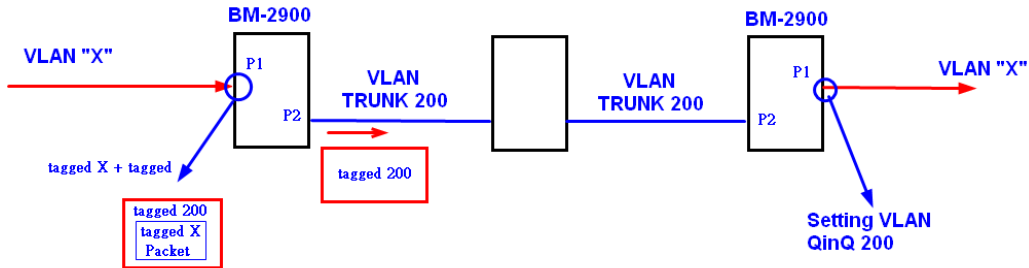 BM-2900
BM-2900
VLAN "X"
P1
P2
VLAN
TRUNK 200
VLAN
TRUNK 200
P1
P2
VLAN "X"
tagged X + tagged
tagged 200
tagged X
Packet
tagged 200
Setting VLAN
QinQ 200